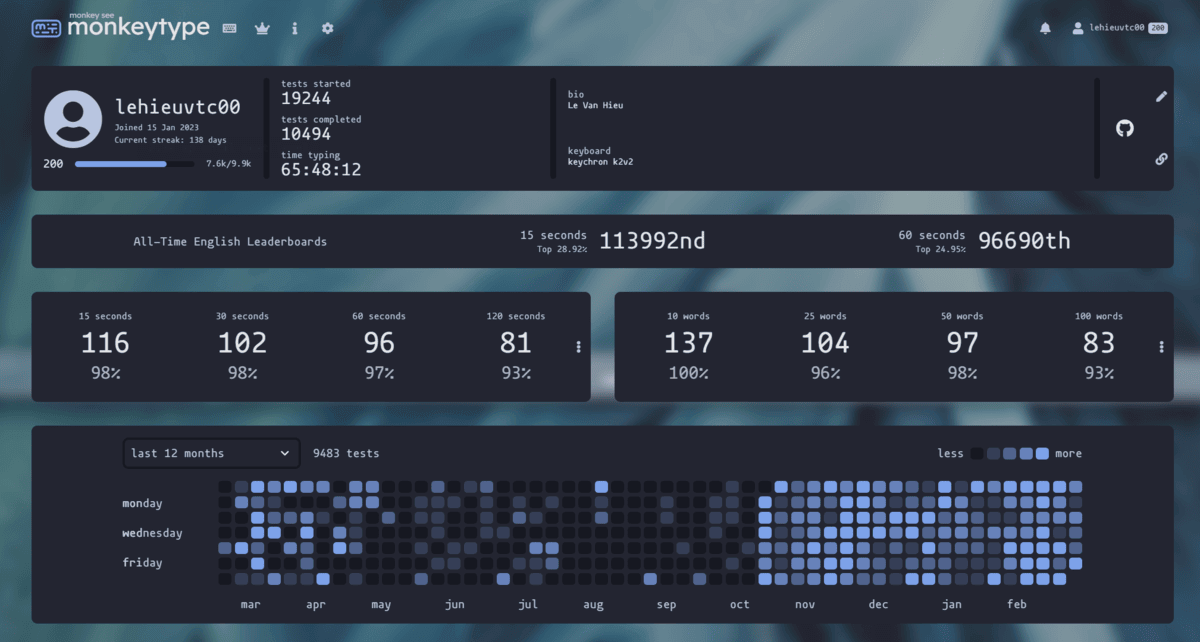 monkey see
monkeytype
lehieuvtc00 200
lehieuvtc00
Joined 15 Jan 2023
Current streak: 138 days
200 7.6k/9.9k
tests started
19244
tests completed
10494
time typing
65:48:12
bio
Le Van Hieu
keyboard
keychron k2v2
All-Time English Leaderboards
15 seconds
Top 28.92%
113992nd
60 seconds
Top 24.95%
96690th
15 seconds
116
98%
30 seconds
102
98%
60 seconds
96
97%
120 seconds
81
93%
10 words
137
100%
25 words
104
96%
50 words
97
98%
100 words
83
93%
last 12 months
9483 tests
less more
monday
wednesday
friday
mar apr may jun jul aug sep oct nov dec jan feb